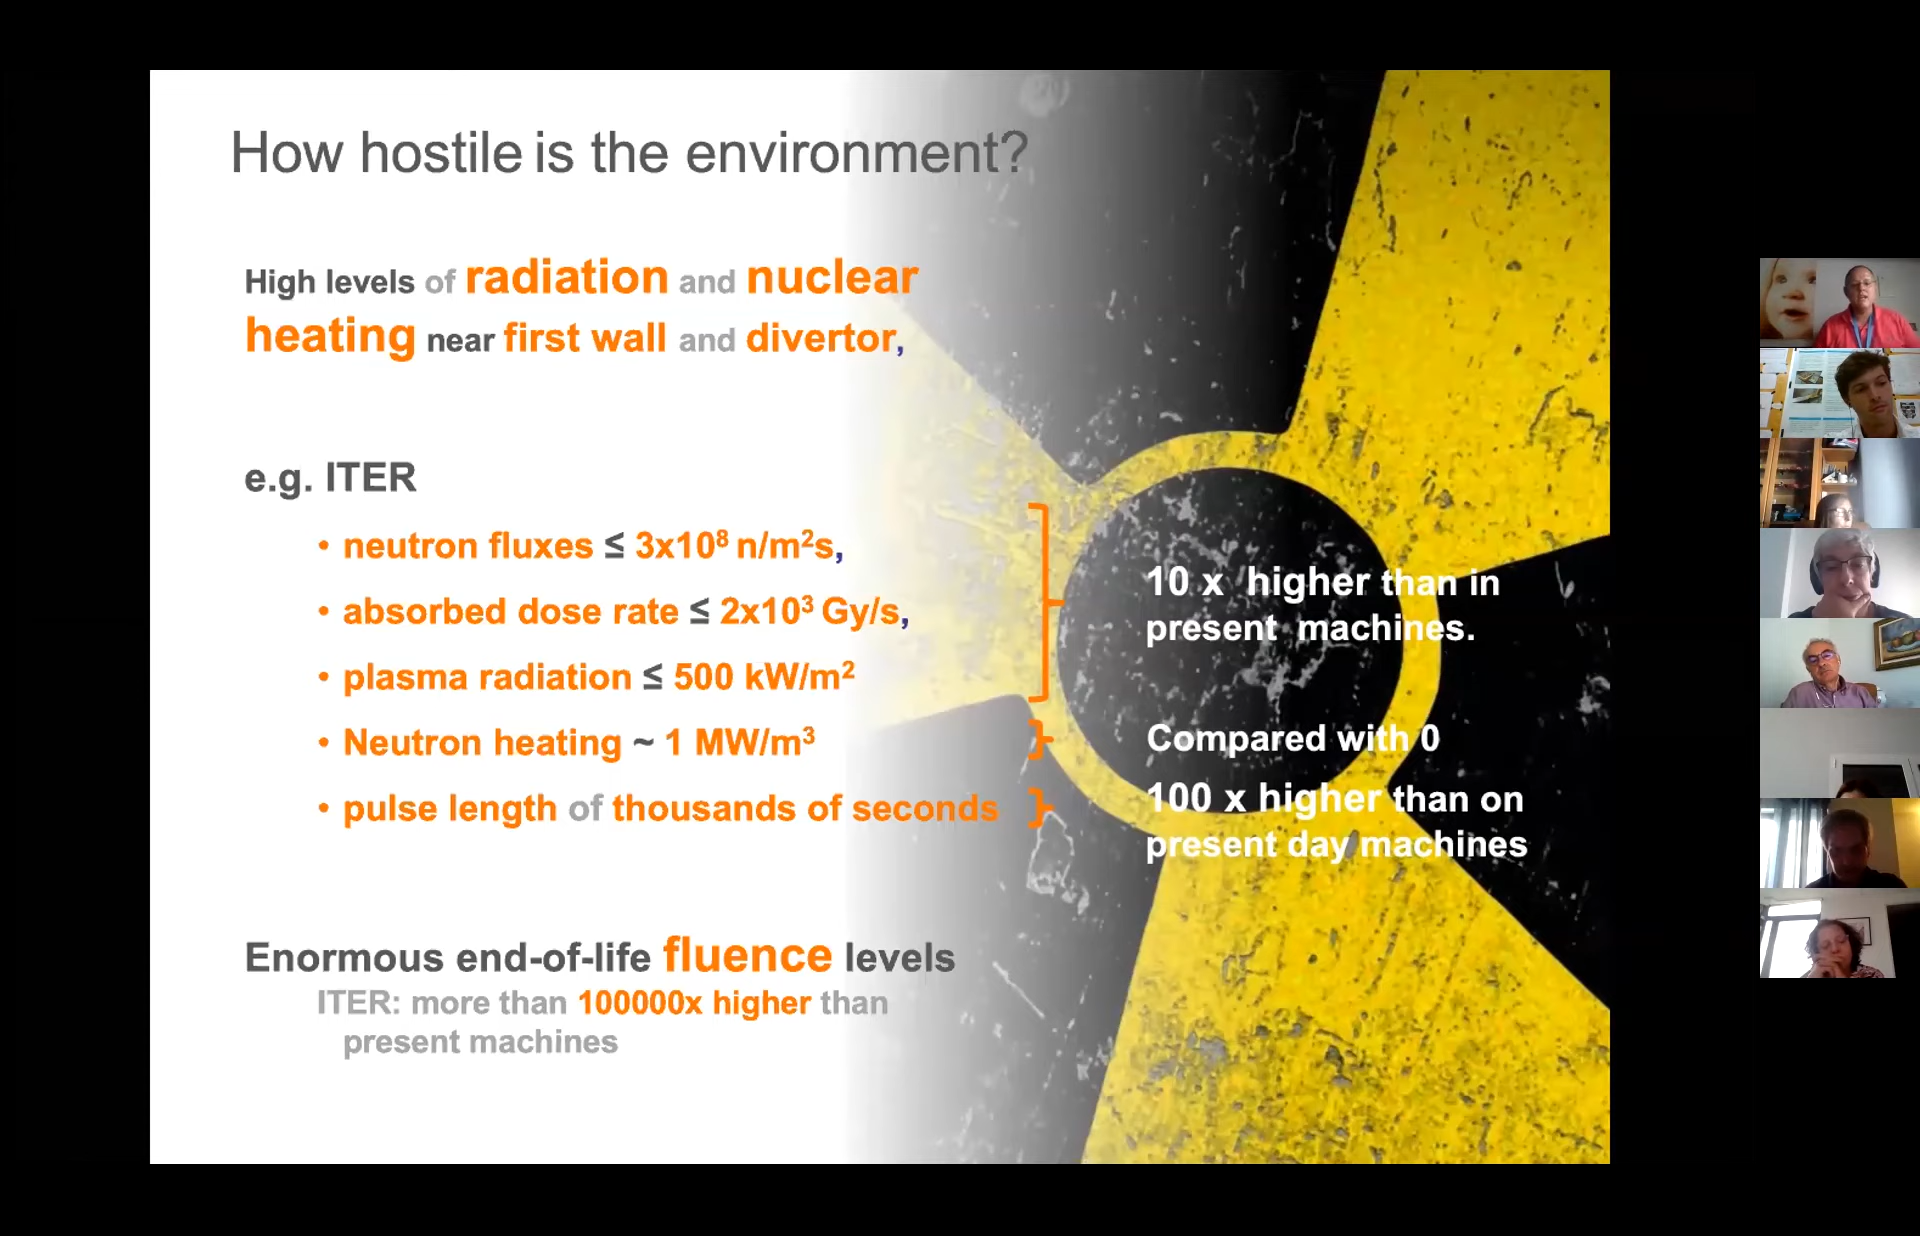 How hostile is the environment?
High levels of radiation and nuclear
heating near first wall and divertor,
e.g. ITER
• neutron fluxes ≤ 3x10⁸ n/m²s,
• absorbed dose rate ≤ 2x10³ Gy/s,
• plasma radiation ≤ 500 kW/m²
10 x higher than in
present machines.
• Neutron heating ~ 1 MW/m³
Compared with 0
• pulse length of thousands of seconds
100 x higher than on
present day machines
Enormous end-of-life fluence levels
ITER: more than 100000x higher than
present machines